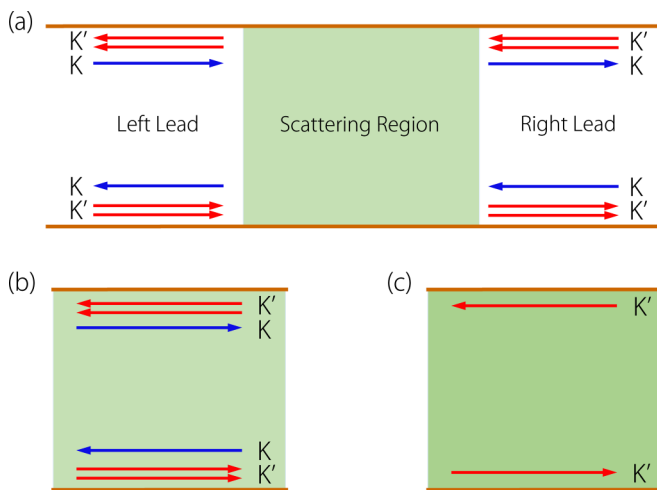 (a)
K’ K’
K K
Left Lead Scattering Region Right Lead
K K
K’ K’
(b) (c)
K’ K’
K
K
K’ K’